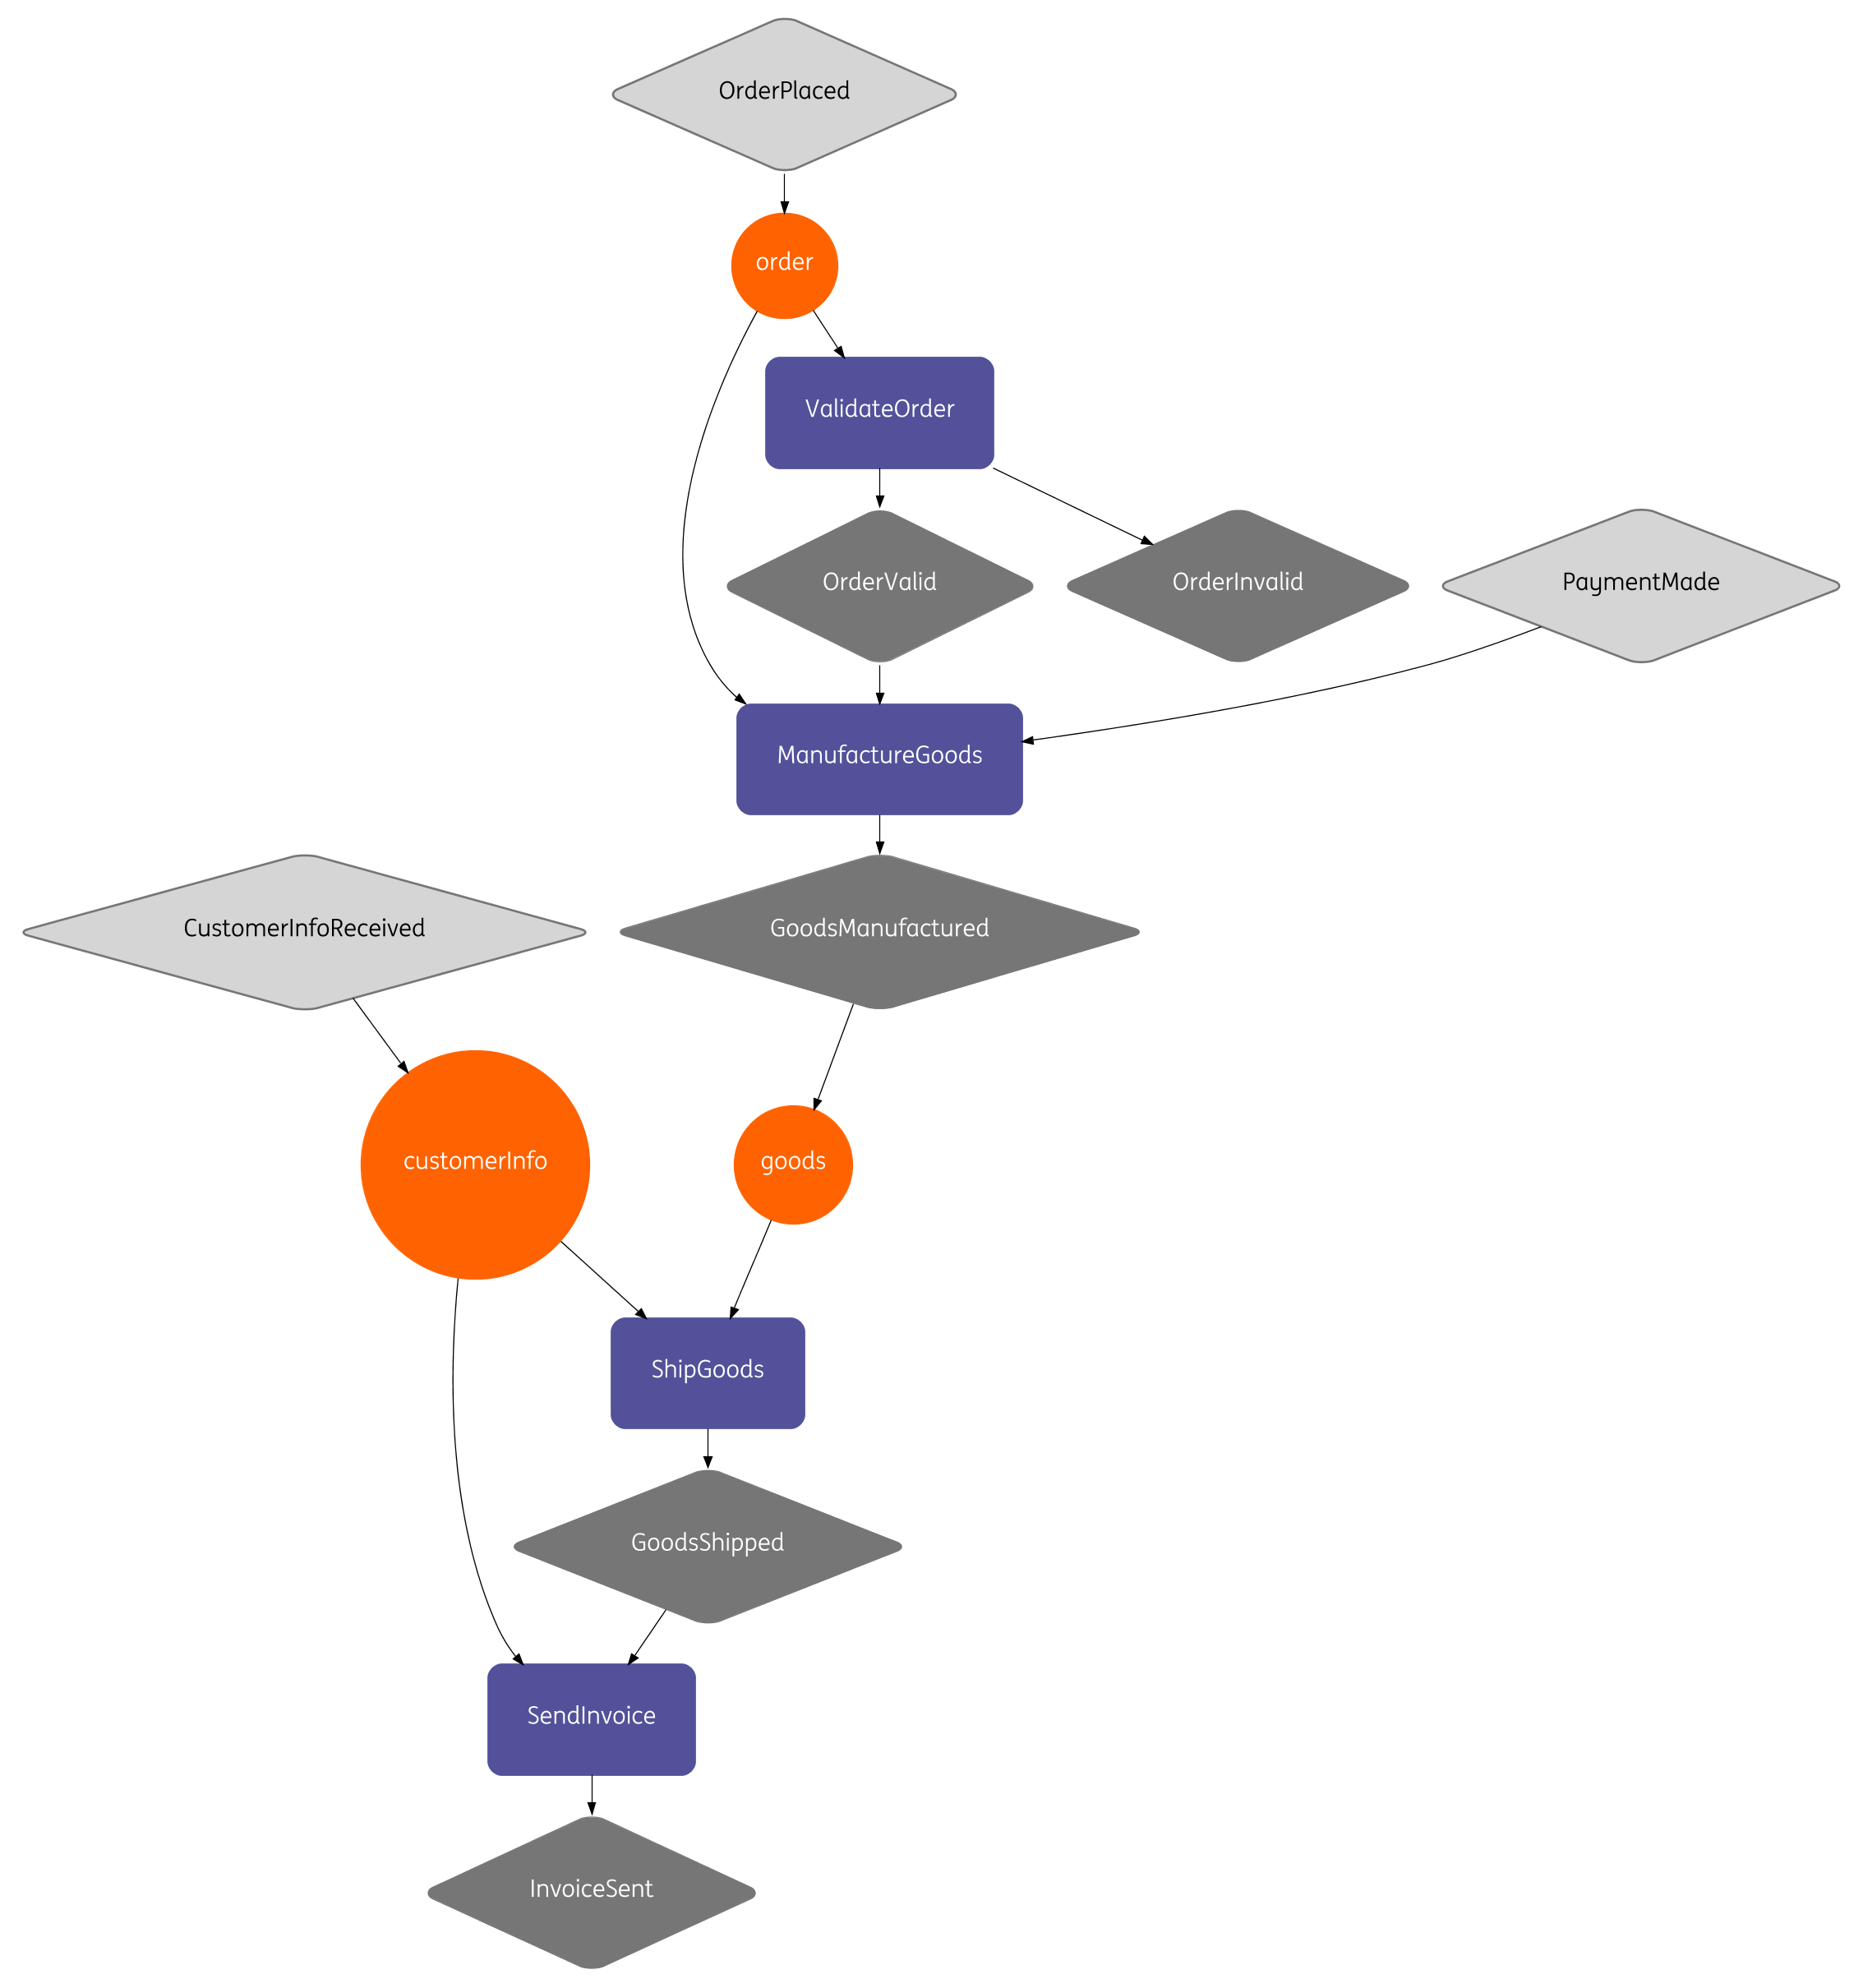 OrderPlaced
order
ValidateOrder
OrderValid
OrderInvalid
PaymentMade
ManufactureGoods
CustomerInfoReceived
GoodsManufactured
customerInfo
goods
ShipGoods
GoodsShipped
SendInvoice
InvoiceSent